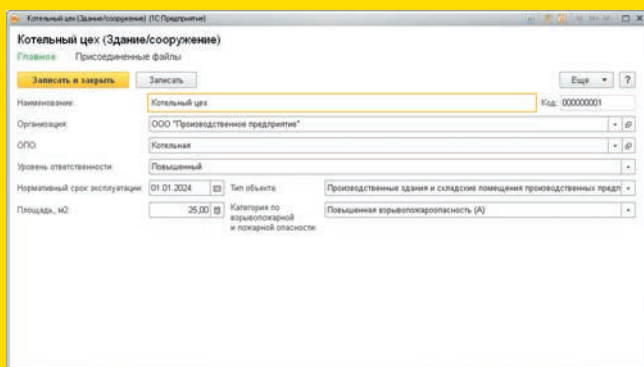 Котельный цех (Здание/сооружение) (1С:Предприятие)
M M+ M-
Котельный цех (Здание/сооружение)
Главное Присоединенные файлы
Записать и закрыть Записать Еще ?
Наименование: Котельный цех Код: 000000001
Организация: ООО "Производственное предприятие"
ОПО: Котельная
Уровень ответственности: Повышенный
Нормативный срок эксплуатации: 01.01.2024 Тип объекта: Производственные здания и складские помещения производственных предп
Площадь, м2: 25,00 Категория по
взрывопожарной
и пожарной опасности: Повышенная взрывопожароопасность (А)